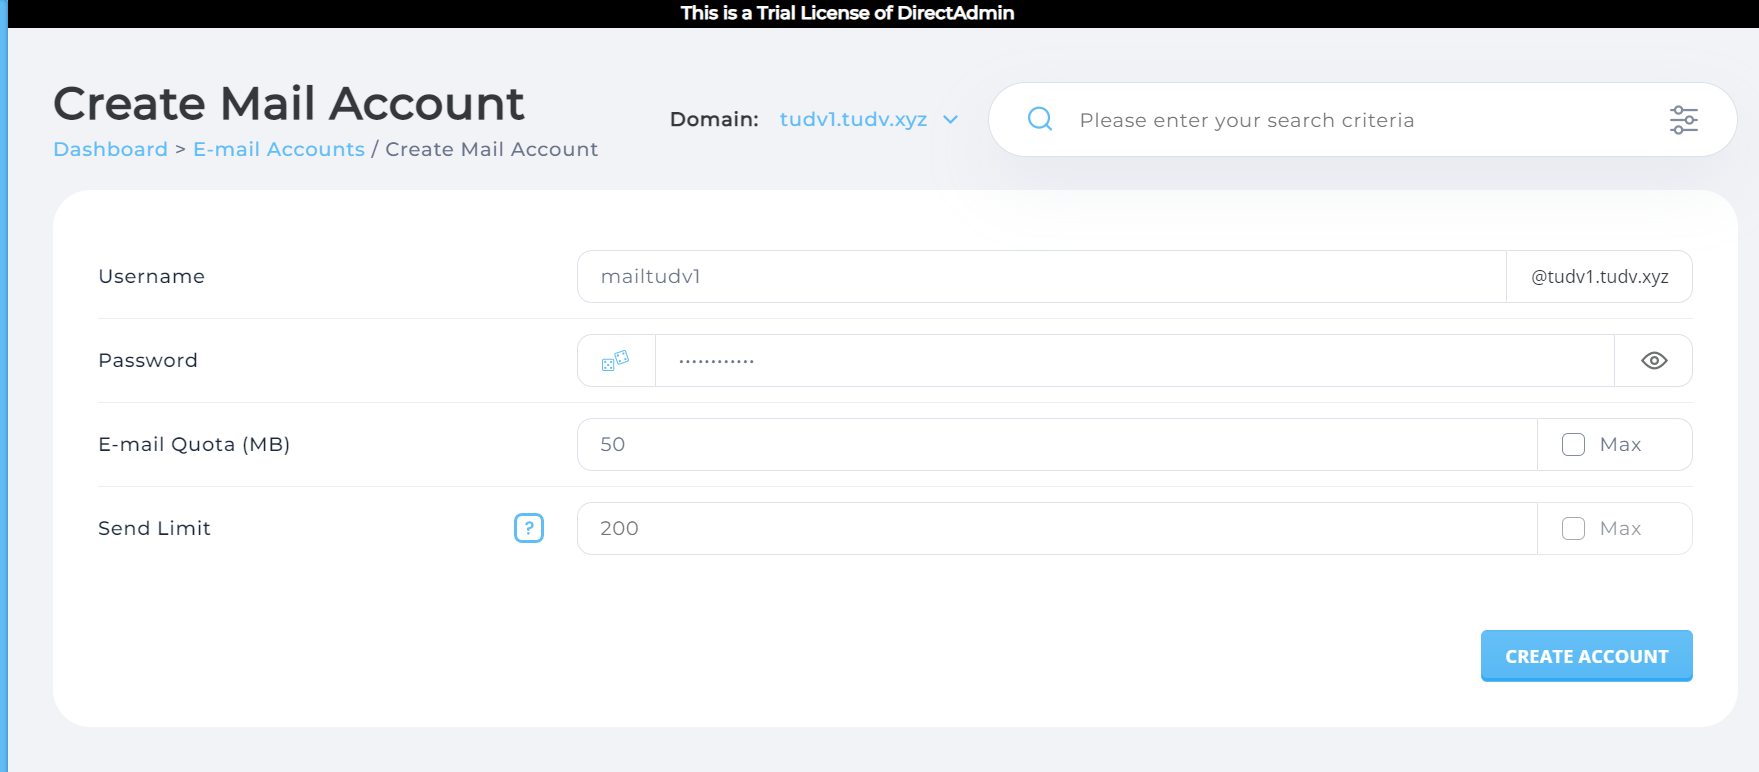 This is a Trial License of DirectAdmin
Create Mail Account
Dashboard > E-mail Accounts / Create Mail Account
Domain: tudv1.tudv.xyz
Please enter your search criteria
Username
mailtudv1
@tudv1.tudv.xyz
Password
............
E-mail Quota (MB)
50
Max
Send Limit
?
200
Max
CREATE ACCOUNT